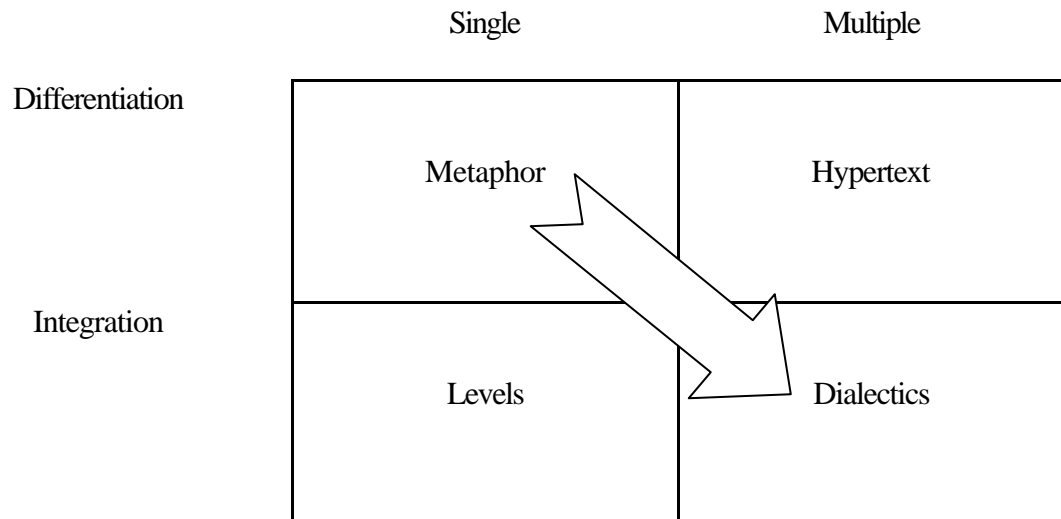 Single Multiple
Differentiation
Metaphor Hypertext
Integration
Levels Dialectics